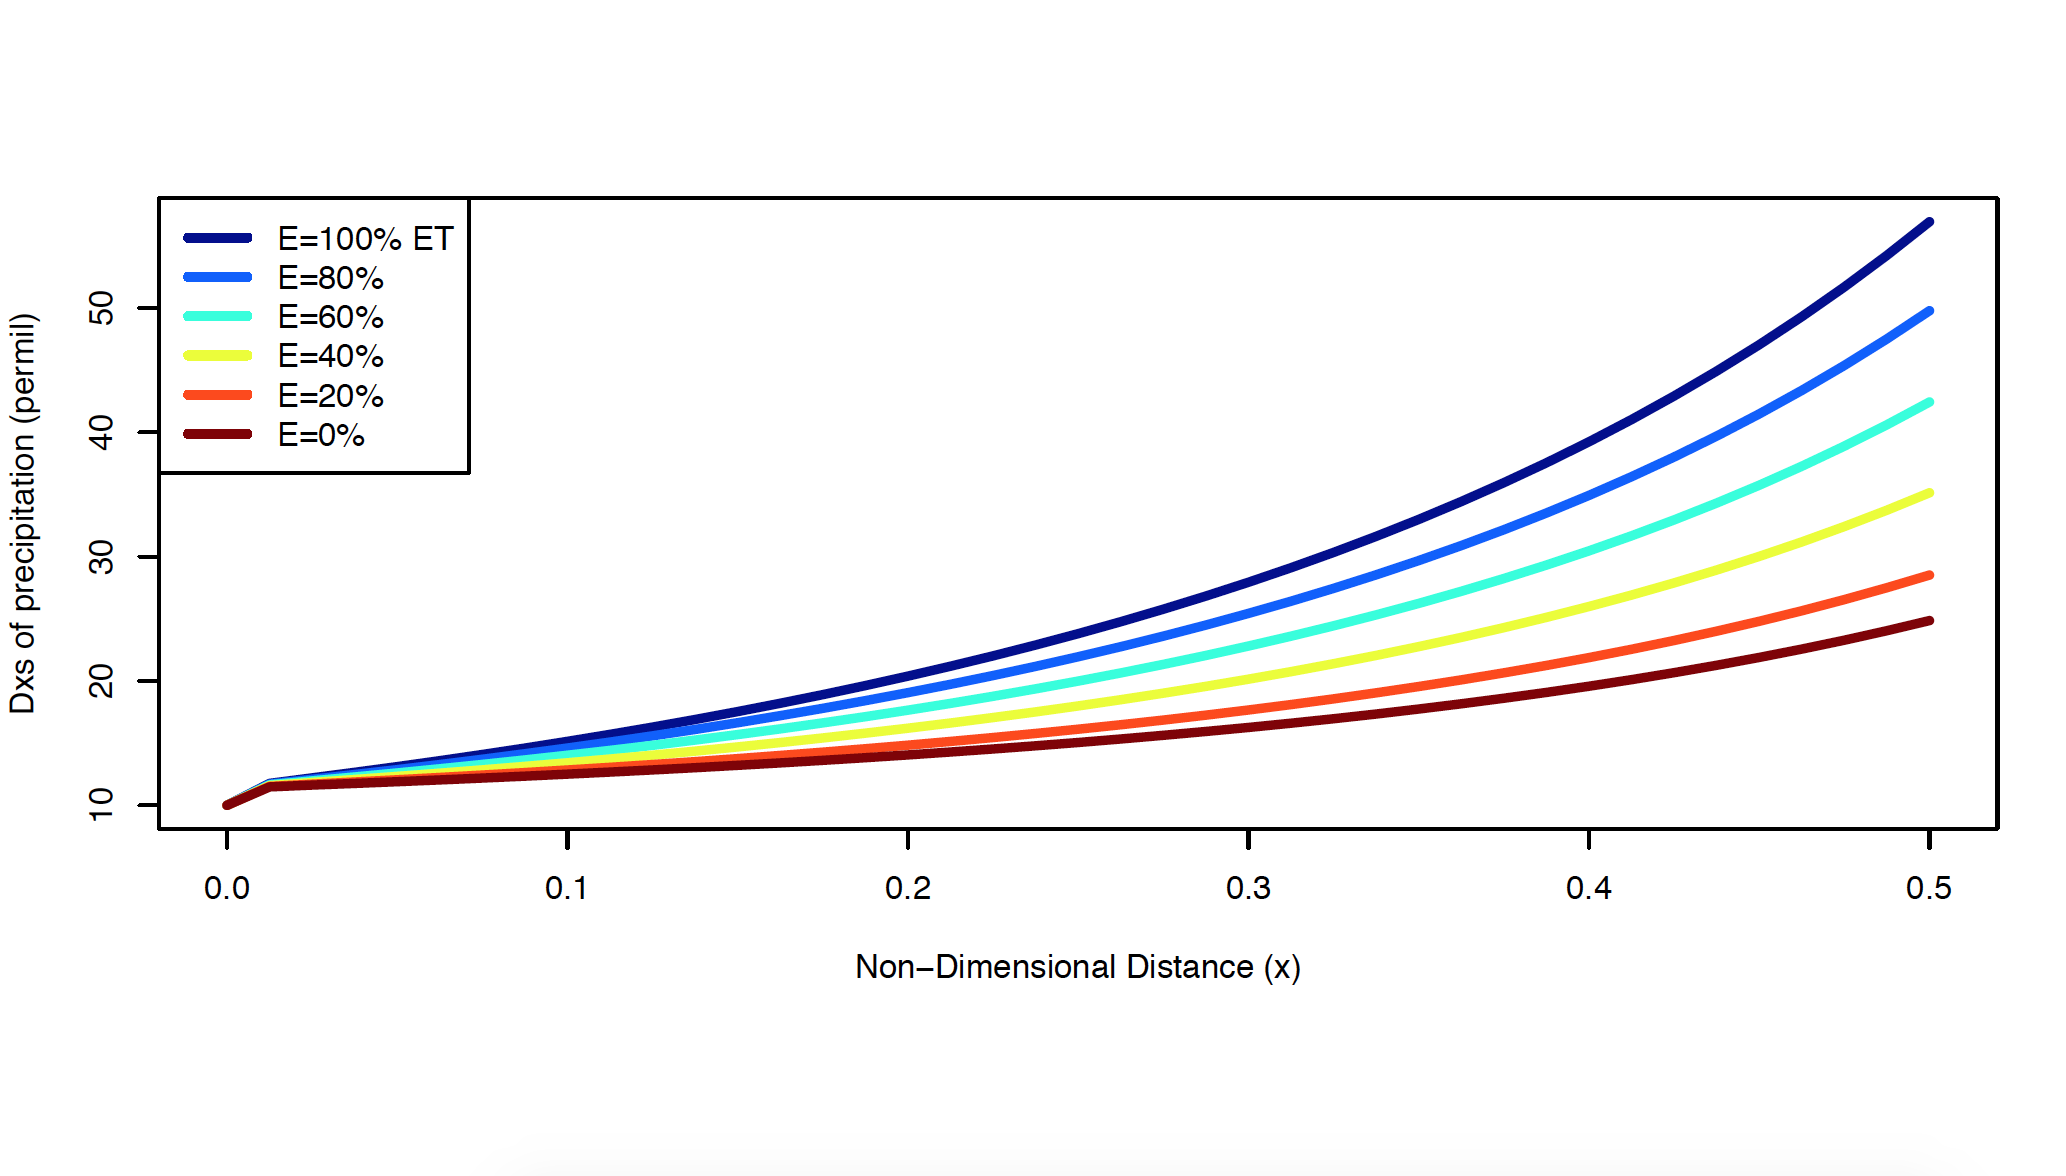 E=100% ET
E=80%
E=60%
E=40%
E=20%
E=0%
Dxs of precipitation (permil)
50
40
30
20
10
0.0 0.1 0.2 0.3 0.4 0.5
Non−Dimensional Distance (x)